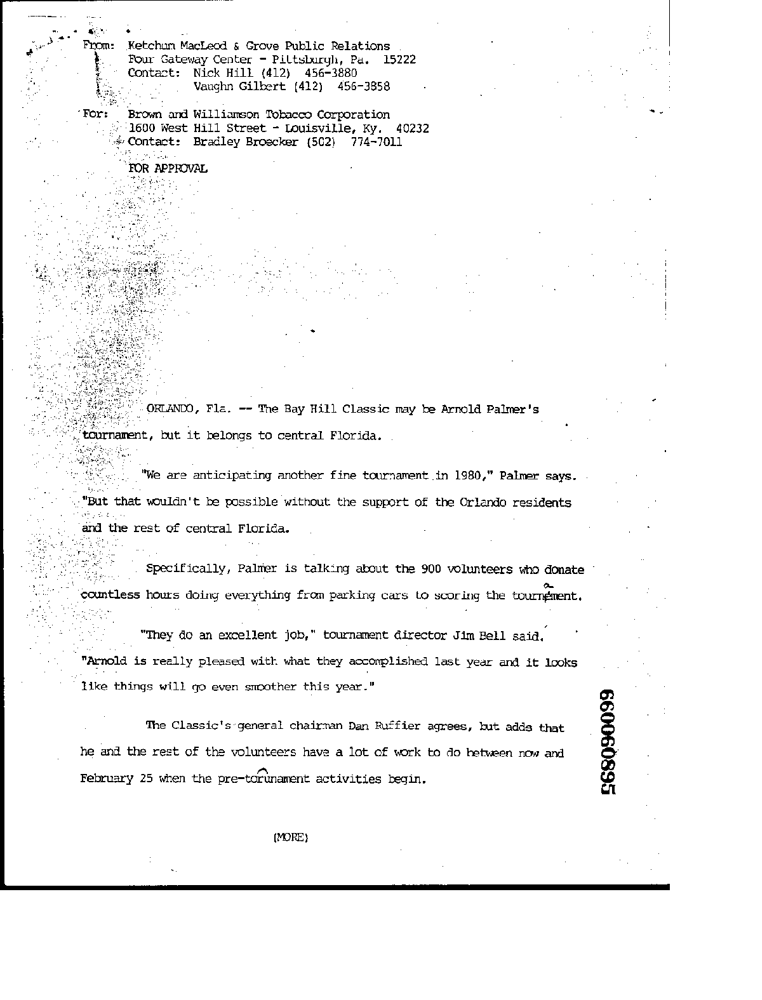 From: Ketchum MacLeod & Grove Public Relations
Four Gateway Center - Pittsburgh, Pa. 15222
Contact: Nick Hill (412) 456-3880
Vaughn Gilbert (412) 456-3858
For: Brown and Williamson Tobacco Corporation
1600 West Hill Street - Louisville, Ky. 40232
Contact: Bradley Broecker (502) 774-7011
FOR APPROVAL
ORLANDO, Fla. -- The Bay Hill Classic may be Arnold Palmer's
tournament, but it belongs to central Florida.
"We are anticipating another fine tournament in 1980," Palmer says.
"But that wouldn't be possible without the support of the Orlando residents
and the rest of central Florida.
Specifically, Palmer is talking about the 900 volunteers who donate
a
countless hours doing everything from parking cars to scoring the tournement.
"They do an excellent job," tournament director Jim Bell said.
"Arnold is really pleased with what they accomplished last year and it looks
like things will go even smoother this year."
The Classic's general chairman Dan Ruffier agrees, but adds that
he and the rest of the volunteers have a lot of work to do between now and
February 25 when the pre-torunament activities begin.
(MORE)
660060895